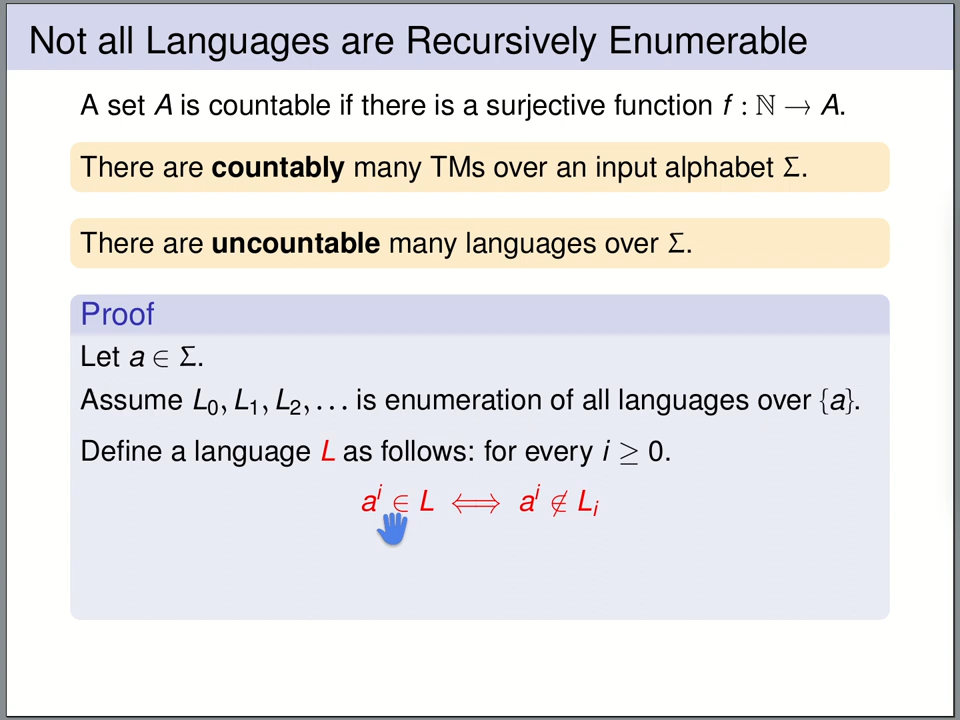 Not all Languages are Recursively Enumerable
A set A is countable if there is a surjective function f : ℕ → A.
There are countably many TMs over an input alphabet Σ.
There are uncountable many languages over Σ.
Proof
Let a ∈ Σ.
Assume L₀, L₁, L₂, ... is enumeration of all languages over {a}.
Define a language L as follows: for every i ≥ 0.
aⁱ ∈ L ⟺ aⁱ ∉ Lᵢ